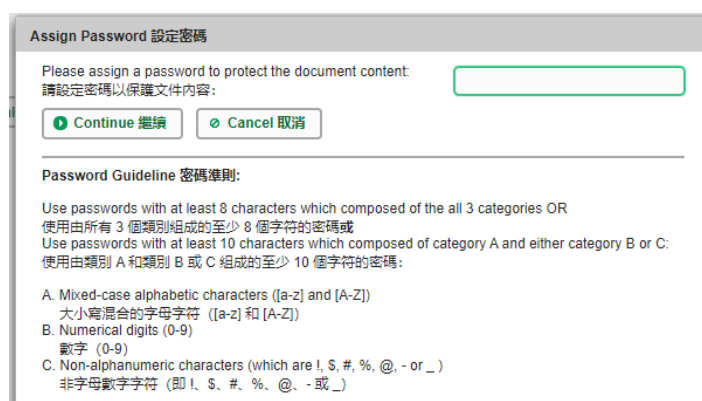 Assign Password 設定密碼
Please assign a password to protect the document content:
請設定密碼以保護文件內容：
Continue 繼續
Cancel 取消
Password Guideline 密碼準則:
Use passwords with at least 8 characters which composed of the all 3 categories OR
使用由所有 3 個類別組成的至少 8 個字符的密碼或
Use passwords with at least 10 characters which composed of category A and either category B or C:
使用由類別 A 和類別 B 或 C 組成的至少 10 個字符的密碼：
A. Mixed-case alphabetic characters ([a-z] and [A-Z])
大小寫混合的字母字符（[a-z] 和 [A-Z]）
B. Numerical digits (0-9)
數字（0-9）
C. Non-alphanumeric characters (which are !, $, #, %, @, - or _ )
非字母數字字符（即 !、$、#、%、@、- 或 _）